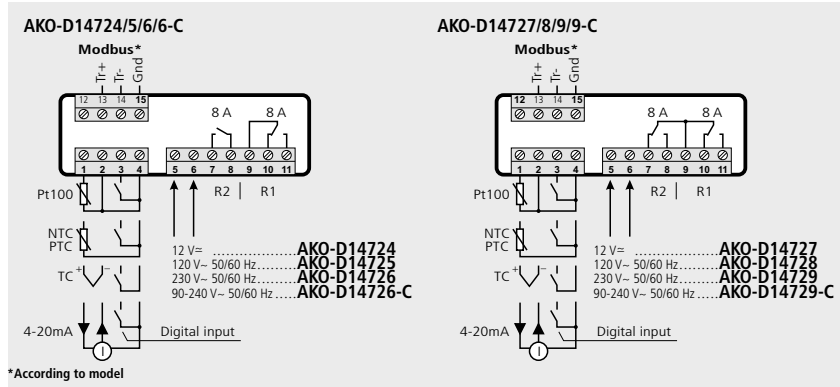 AKO-D14724/5/6/6-C
Modbus*
Tr+ Tr- Gnd
12 13 14 15
8 A 8 A
1 2 3 4 5 6 7 8 9 10 11
Pt100
R2 | R1
NTC
PTC
TC + –
12 V≂ ........................ AKO-D14724
120 V~ 50/60 Hz ........ AKO-D14725
230 V~ 50/60 Hz ........ AKO-D14726
90-240 V~ 50/60 Hz ..... AKO-D14726-C
4-20mA
I
Digital input
*According to model
AKO-D14727/8/9/9-C
Modbus*
Tr+ Tr- Gnd
12 13 14 15
8 A 8 A
1 2 3 4 5 6 7 8 9 10 11
Pt100
R2 | R1
NTC
PTC
TC + –
12 V≂ ........................ AKO-D14727
120 V~ 50/60 Hz ........ AKO-D14728
230 V~ 50/60 Hz ........ AKO-D14729
90-240 V~ 50/60 Hz ..... AKO-D14729-C
4-20mA
I
Digital input